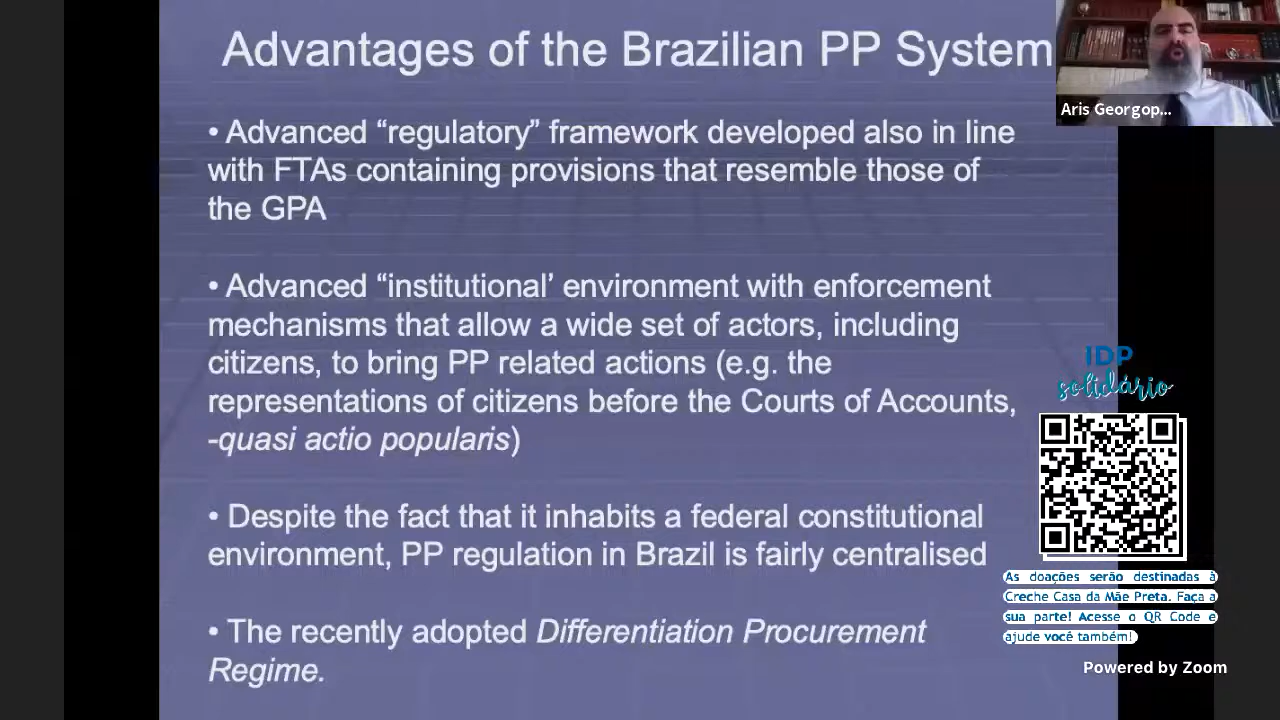 Advantages of the Brazilian PP System
Aris Georgop...
• Advanced “regulatory” framework developed also in line
with FTAs containing provisions that resemble those of
the GPA
• Advanced “institutional’ environment with enforcement
mechanisms that allow a wide set of actors, including
citizens, to bring PP related actions (e.g. the
representations of citizens before the Courts of Accounts,
-quasi actio popularis)
• Despite the fact that it inhabits a federal constitutional
environment, PP regulation in Brazil is fairly centralised
• The recently adopted Differentiation Procurement
Regime.
IDP
solidário
As doações serão destinadas à
Creche Casa da Mãe Preta. Faça a
sua parte! Acesse o QR Code e
ajude você também!
Powered by Zoom